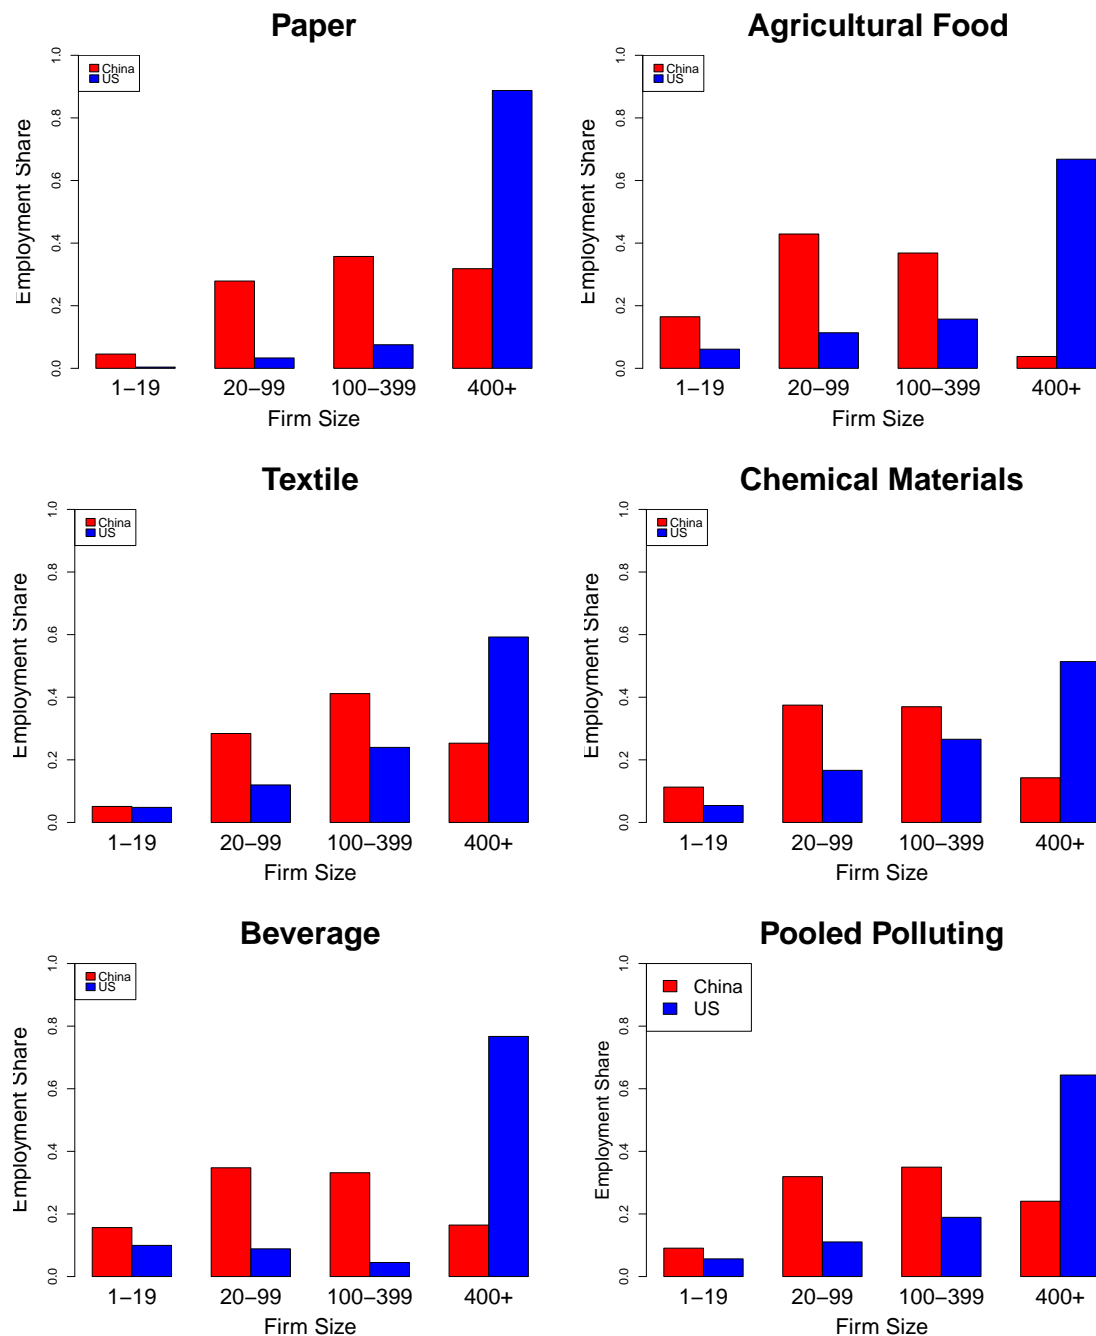 Paper
Employment Share
0.0 0.2 0.4 0.6 0.8 1.0
China
US
1−19 20−99 100−399 400+
Firm Size
Agricultural Food
Employment Share
0.0 0.2 0.4 0.6 0.8 1.0
China
US
1−19 20−99 100−399 400+
Firm Size
Textile
Employment Share
0.0 0.2 0.4 0.6 0.8 1.0
China
US
1−19 20−99 100−399 400+
Firm Size
Chemical Materials
Employment Share
0.0 0.2 0.4 0.6 0.8 1.0
China
US
1−19 20−99 100−399 400+
Firm Size
Beverage
Employment Share
0.0 0.2 0.4 0.6 0.8 1.0
China
US
1−19 20−99 100−399 400+
Firm Size
Pooled Polluting
Employment Share
0.0 0.2 0.4 0.6 0.8 1.0
China
US
1−19 20−99 100−399 400+
Firm Size